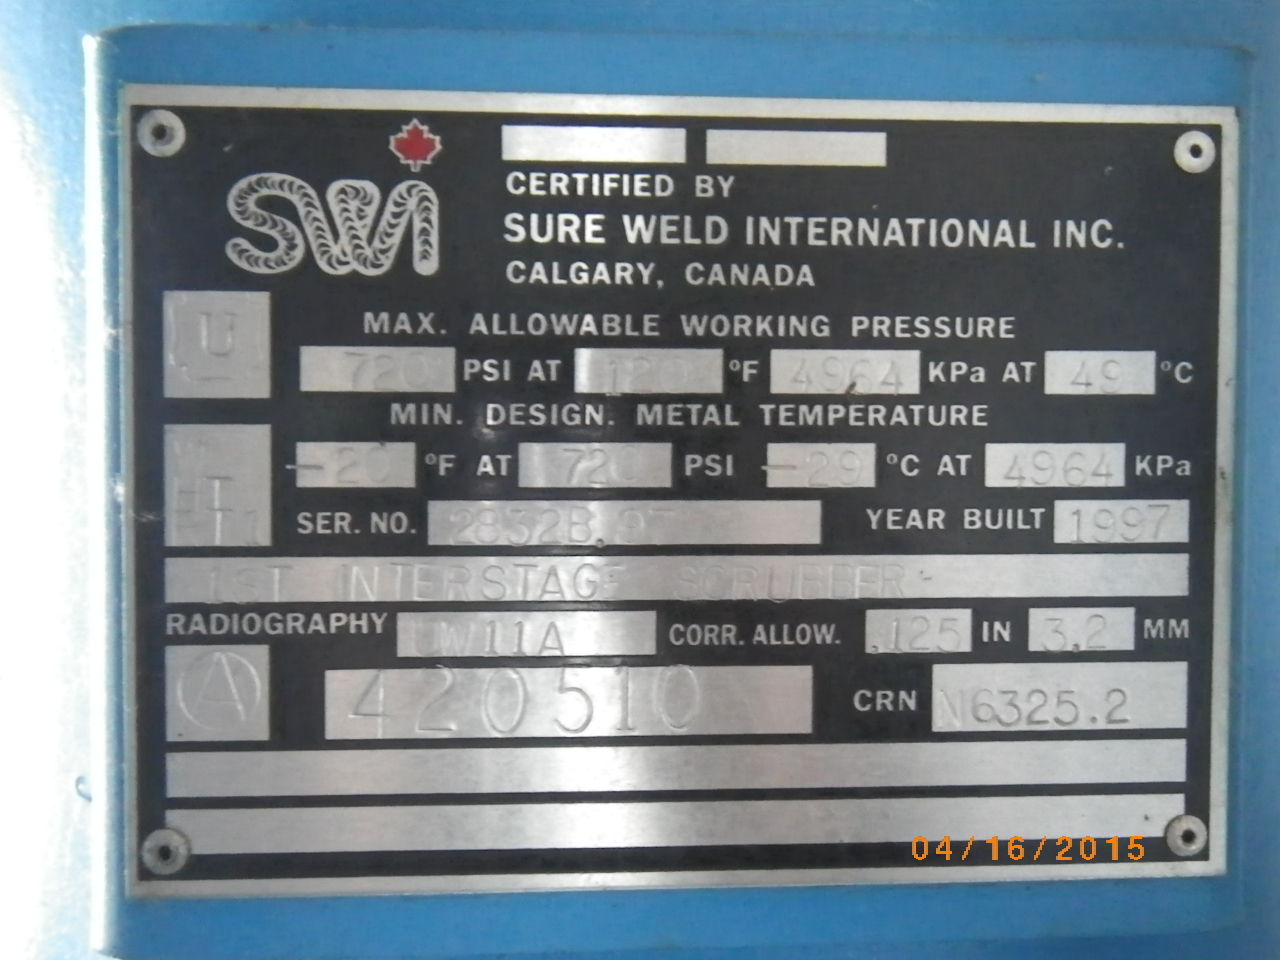 SWI
CERTIFIED BY
SURE WELD INTERNATIONAL INC.
CALGARY, CANADA
U
MAX. ALLOWABLE WORKING PRESSURE
720 PSI AT 120 °F 4964 KPa AT 49 °C
MIN. DESIGN. METAL TEMPERATURE
-20 °F AT 720 PSI -29 °C AT 4964 KPa
W
HT
RT1
SER. NO. 2832B.97 YEAR BUILT 1997
1ST INTERSTAGE SCRUBBER-
RADIOGRAPHY UW11A CORR. ALLOW. .125 IN 3.2 MM
A 420510 CRN N6325.2
04/16/2015